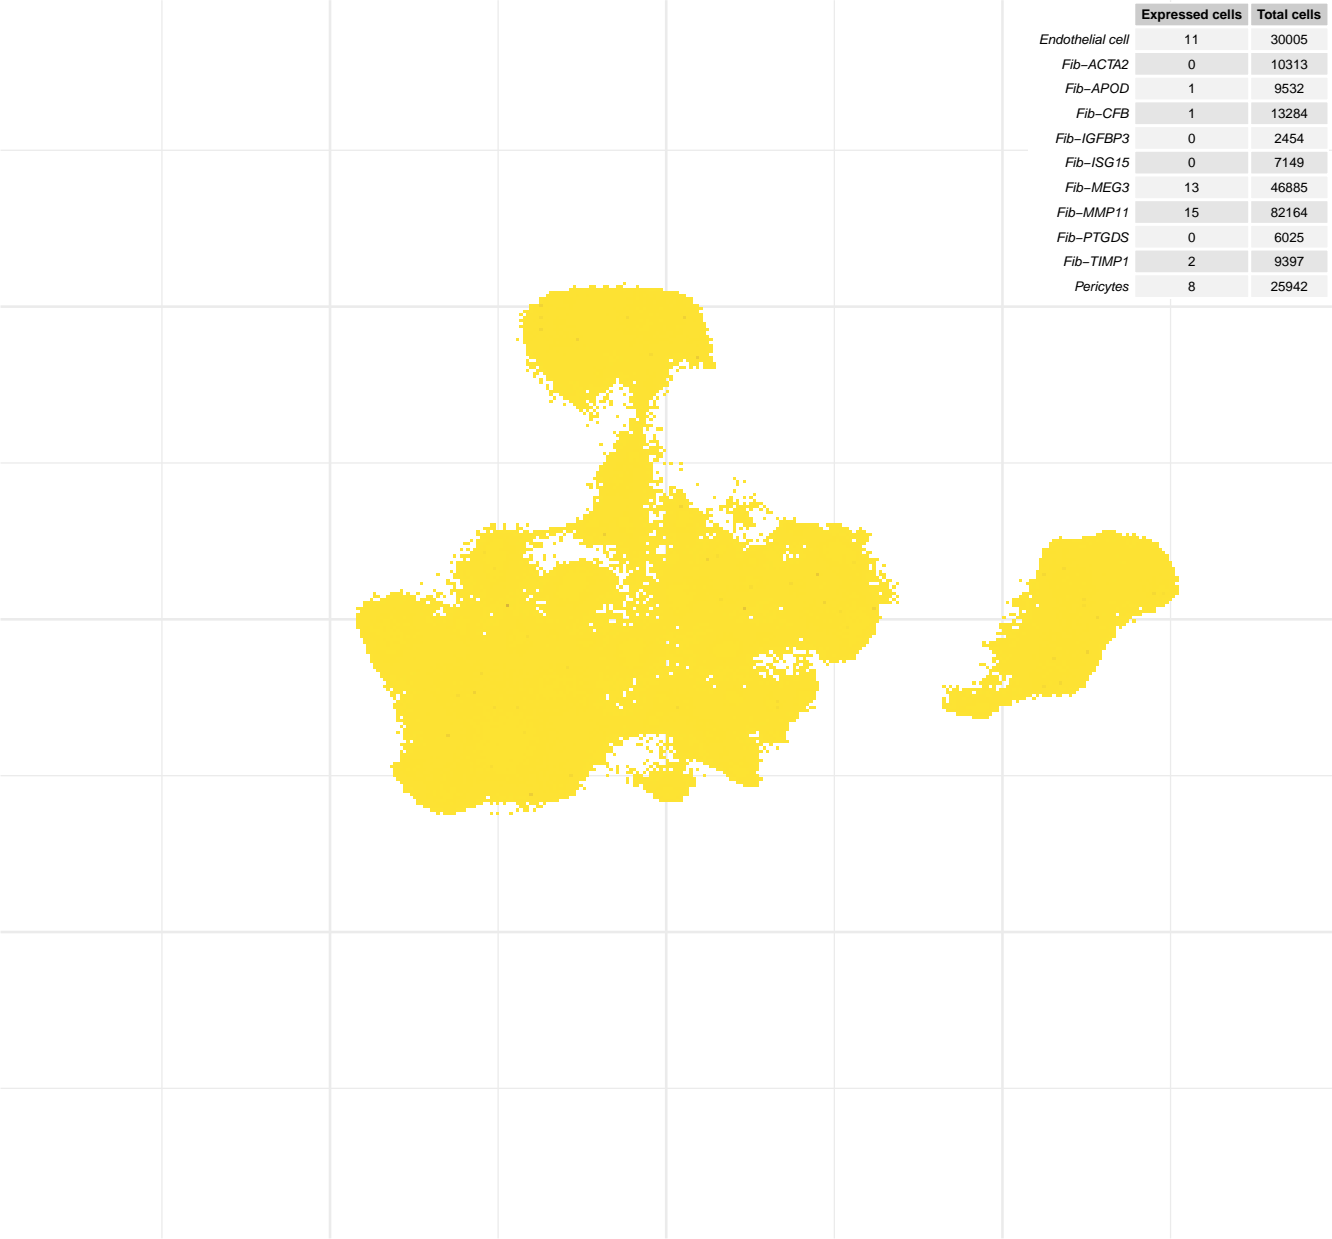 Expressed cells Total cells
Endothelial cell 11 30005
Fib−ACTA2 0 10313
Fib−APOD 1 9532
Fib−CFB 1 13284
Fib−IGFBP3 0 2454
Fib−ISG15 0 7149
Fib−MEG3 13 46885
Fib−MMP11 15 82164
Fib−PTGDS 0 6025
Fib−TIMP1 2 9397
Pericytes 8 25942